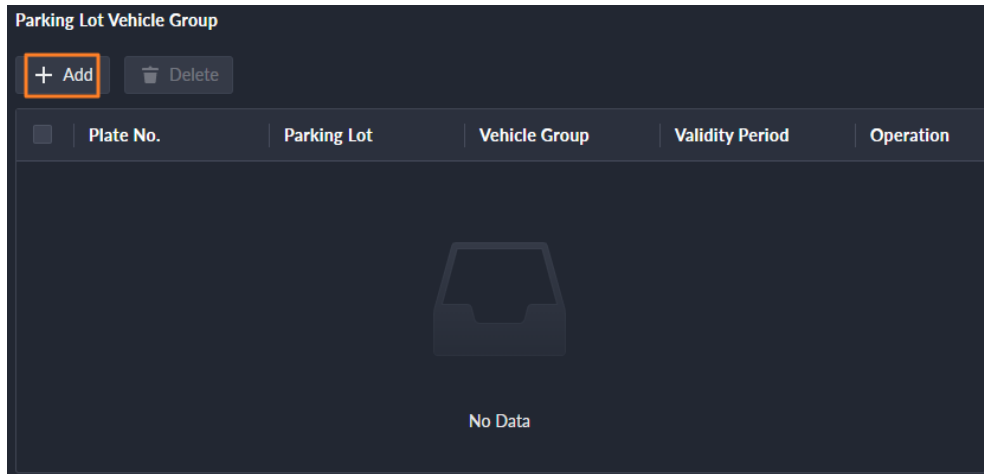 Parking Lot Vehicle Group
+ Add Delete
Plate No. Parking Lot Vehicle Group Validity Period Operation
No Data